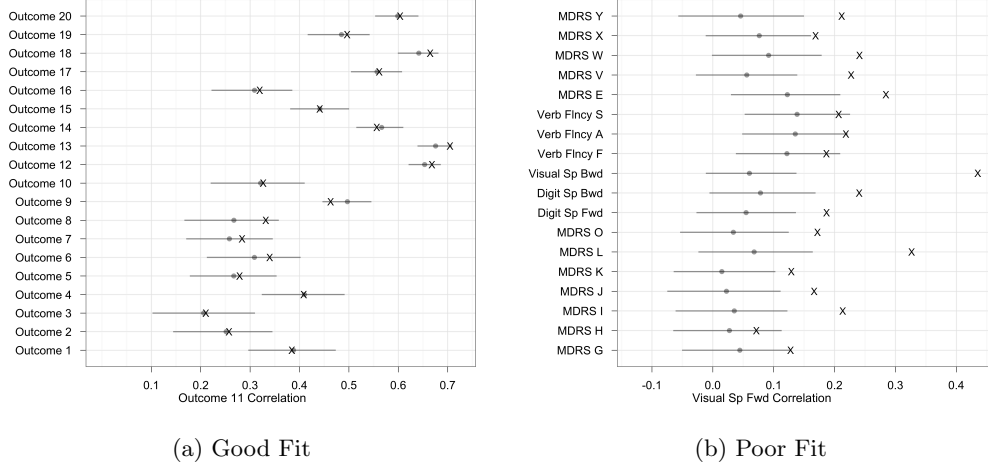 Outcome 20
Outcome 19
Outcome 18
Outcome 17
Outcome 16
Outcome 15
Outcome 14
Outcome 13
Outcome 12
Outcome 10
Outcome 9
Outcome 8
Outcome 7
Outcome 6
Outcome 5
Outcome 4
Outcome 3
Outcome 2
Outcome 1
0.1 0.2 0.3 0.4 0.5 0.6 0.7
Outcome 11 Correlation
(a) Good Fit
MDRS Y
MDRS X
MDRS W
MDRS V
MDRS E
Verb Flncy S
Verb Flncy A
Verb Flncy F
Visual Sp Bwd
Digit Sp Bwd
Digit Sp Fwd
MDRS O
MDRS L
MDRS K
MDRS J
MDRS I
MDRS H
MDRS G
-0.1 0.0 0.1 0.2 0.3 0.4
Visual Sp Fwd Correlation
(b) Poor Fit